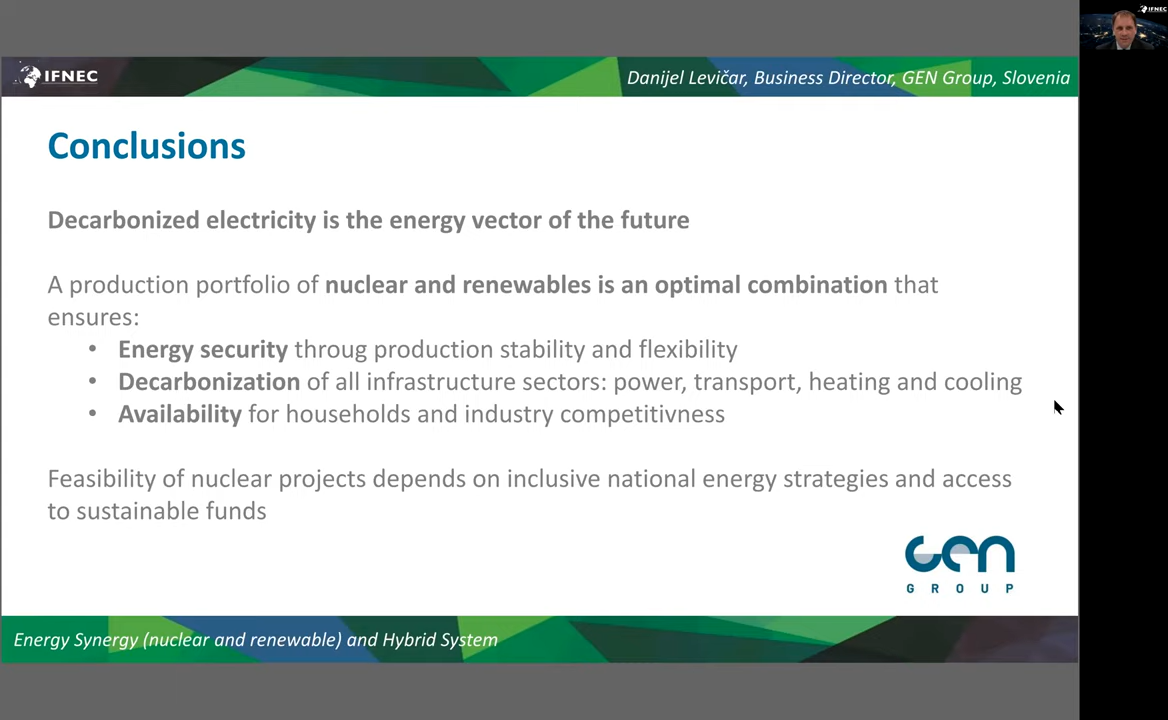 IFNEC
IFNEC
Danijel Levičar, Business Director, GEN Group, Slovenia
Conclusions
Decarbonized electricity is the energy vector of the future
A production portfolio of nuclear and renewables is an optimal combination that
ensures:
• Energy security throug production stability and flexibility
• Decarbonization of all infrastructure sectors: power, transport, heating and cooling
• Availability for households and industry competitivness
Feasibility of nuclear projects depends on inclusive national energy strategies and access
to sustainable funds
gen
GROUP
Energy Synergy (nuclear and renewable) and Hybrid System